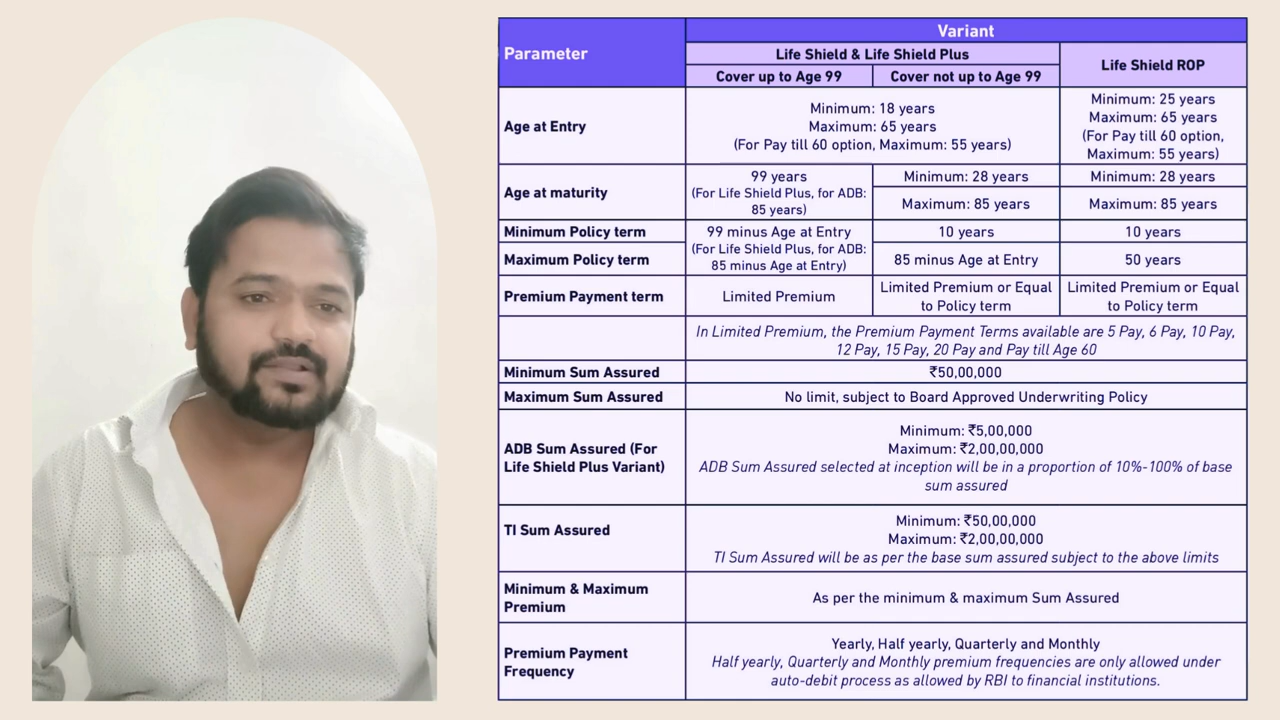 Parameter
Variant
Life Shield & Life Shield Plus
Life Shield ROP
Cover up to Age 99
Cover not up to Age 99
Age at Entry
Minimum: 18 years
Maximum: 65 years
(For Pay till 60 option, Maximum: 55 years)
Minimum: 25 years
Maximum: 65 years
(For Pay till 60 option,
Maximum: 55 years)
Age at maturity
99 years
(For Life Shield Plus, for ADB:
85 years)
Minimum: 28 years
Maximum: 85 years
Minimum: 28 years
Maximum: 85 years
Minimum Policy term
99 minus Age at Entry
(For Life Shield Plus, for ADB:
85 minus Age at Entry)
10 years
10 years
Maximum Policy term
85 minus Age at Entry
50 years
Premium Payment term
Limited Premium
Limited Premium or Equal
to Policy term
Limited Premium or Equal
to Policy term
In Limited Premium, the Premium Payment Terms available are 5 Pay, 6 Pay, 10 Pay,
12 Pay, 15 Pay, 20 Pay and Pay till Age 60
Minimum Sum Assured
₹50,00,000
Maximum Sum Assured
No limit, subject to Board Approved Underwriting Policy
ADB Sum Assured (For
Life Shield Plus Variant)
Minimum: ₹5,00,000
Maximum: ₹2,00,00,000
ADB Sum Assured selected at inception will be in a proportion of 10%-100% of base
sum assured
TI Sum Assured
Minimum: ₹50,00,000
Maximum: ₹2,00,00,000
TI Sum Assured will be as per the base sum assured subject to the above limits
Minimum & Maximum
Premium
As per the minimum & maximum Sum Assured
Premium Payment
Frequency
Yearly, Half yearly, Quarterly and Monthly
Half yearly, Quarterly and Monthly premium frequencies are only allowed under
auto-debit process as allowed by RBI to financial institutions.